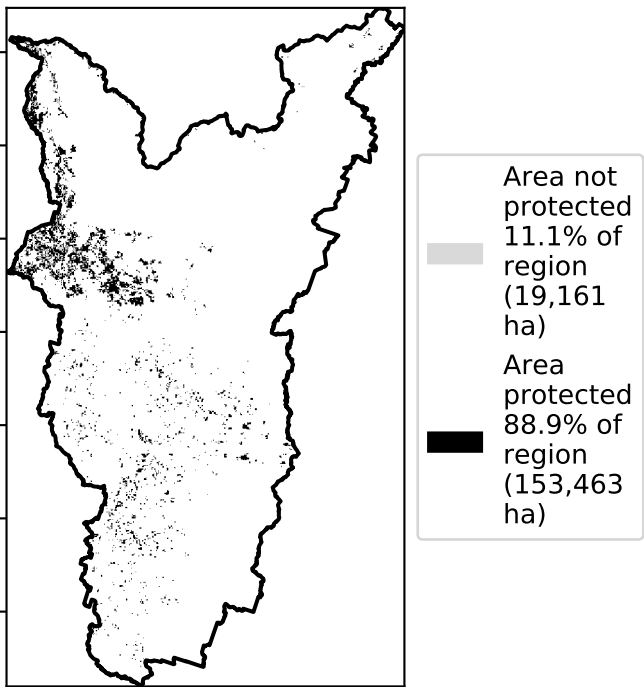 Area not
protected
11.1% of
region
(19,161
ha)
Area
protected
88.9% of
region
(153,463
ha)